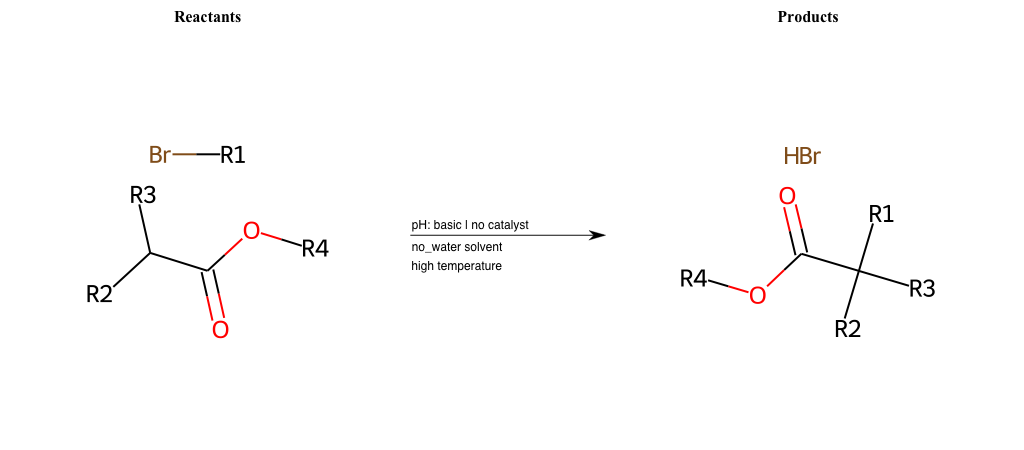 Reactants
Products
Br R1
R3
O
R4
R2
O
pH: basic | no catalyst
no_water solvent
high temperature
HBr
O
R1
R4
O
R3
R2